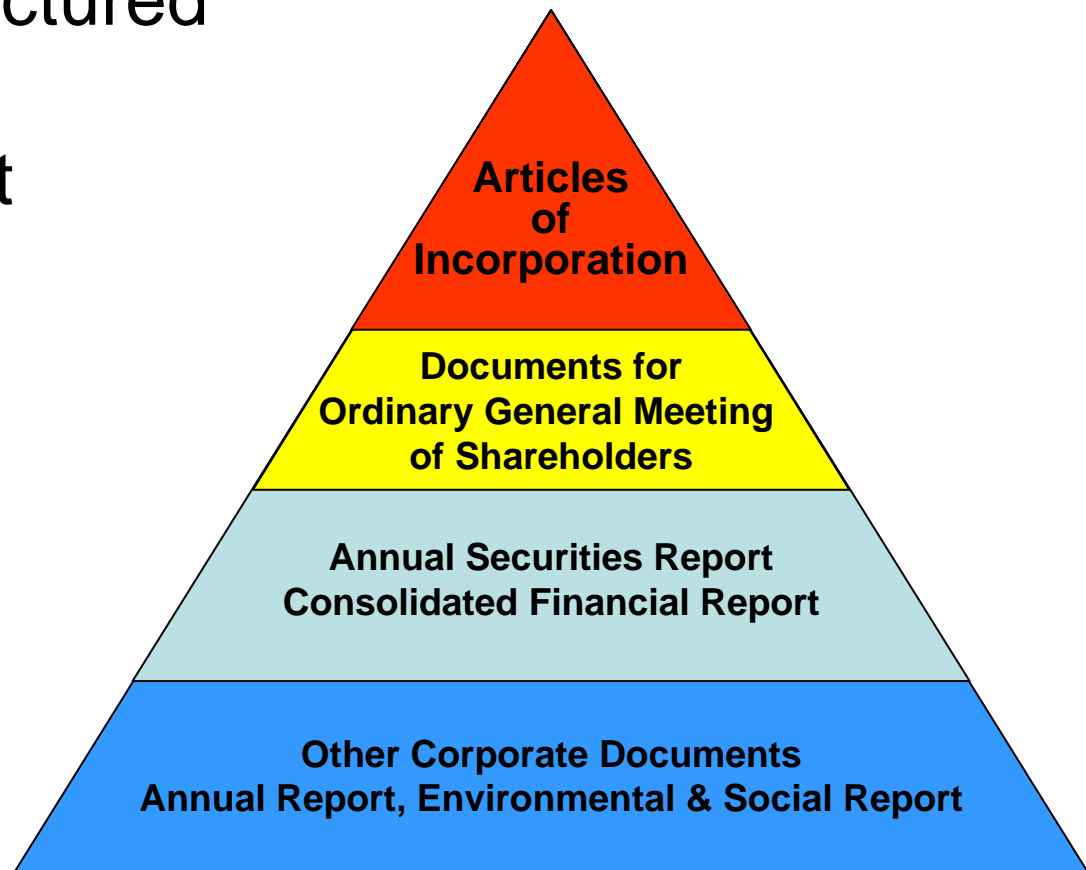 ctured
t
Articles
of
Incorporation
Documents for
Ordinary General Meeting
of Shareholders
Annual Securities Report
Consolidated Financial Report
Other Corporate Documents
Annual Report, Environmental & Social Report